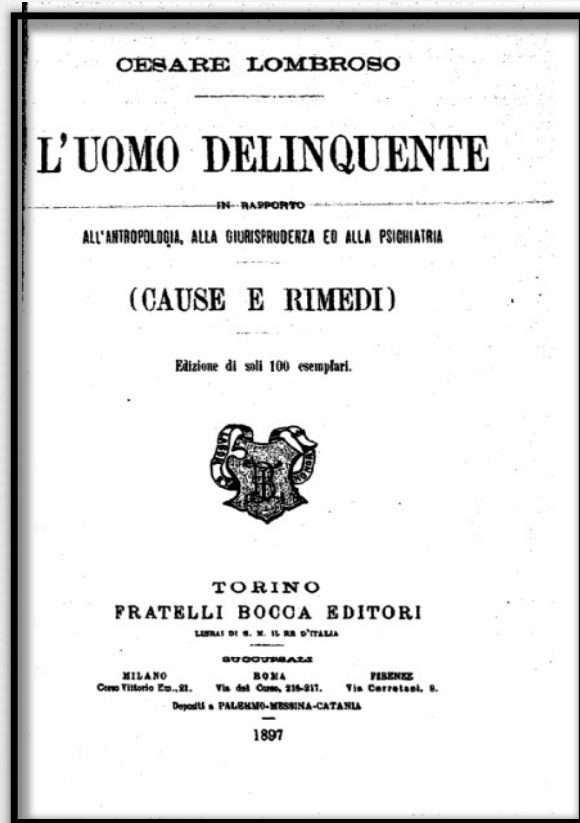 CESARE LOMBROSO
L'UOMO DELINQUENTE
IN RAPPORTO
ALL'ANTROPOLOGIA, ALLA GIURISPRUDENZA ED ALLA PSICHIATRIA
(CAUSE E RIMEDI)
Edizione di soli 100 esemplari.
TORINO
FRATELLI BOCCA EDITORI
LIBRAI DI S. M. IL RE D'ITALIA
SUCCURSALI
MILANO ROMA FIRENZE
Corso Vittorio Em., 21. Via del Corso, 216-217. Via Cerretani, 8.
Depositi a PALERMO-MESSINA-CATANIA
1897